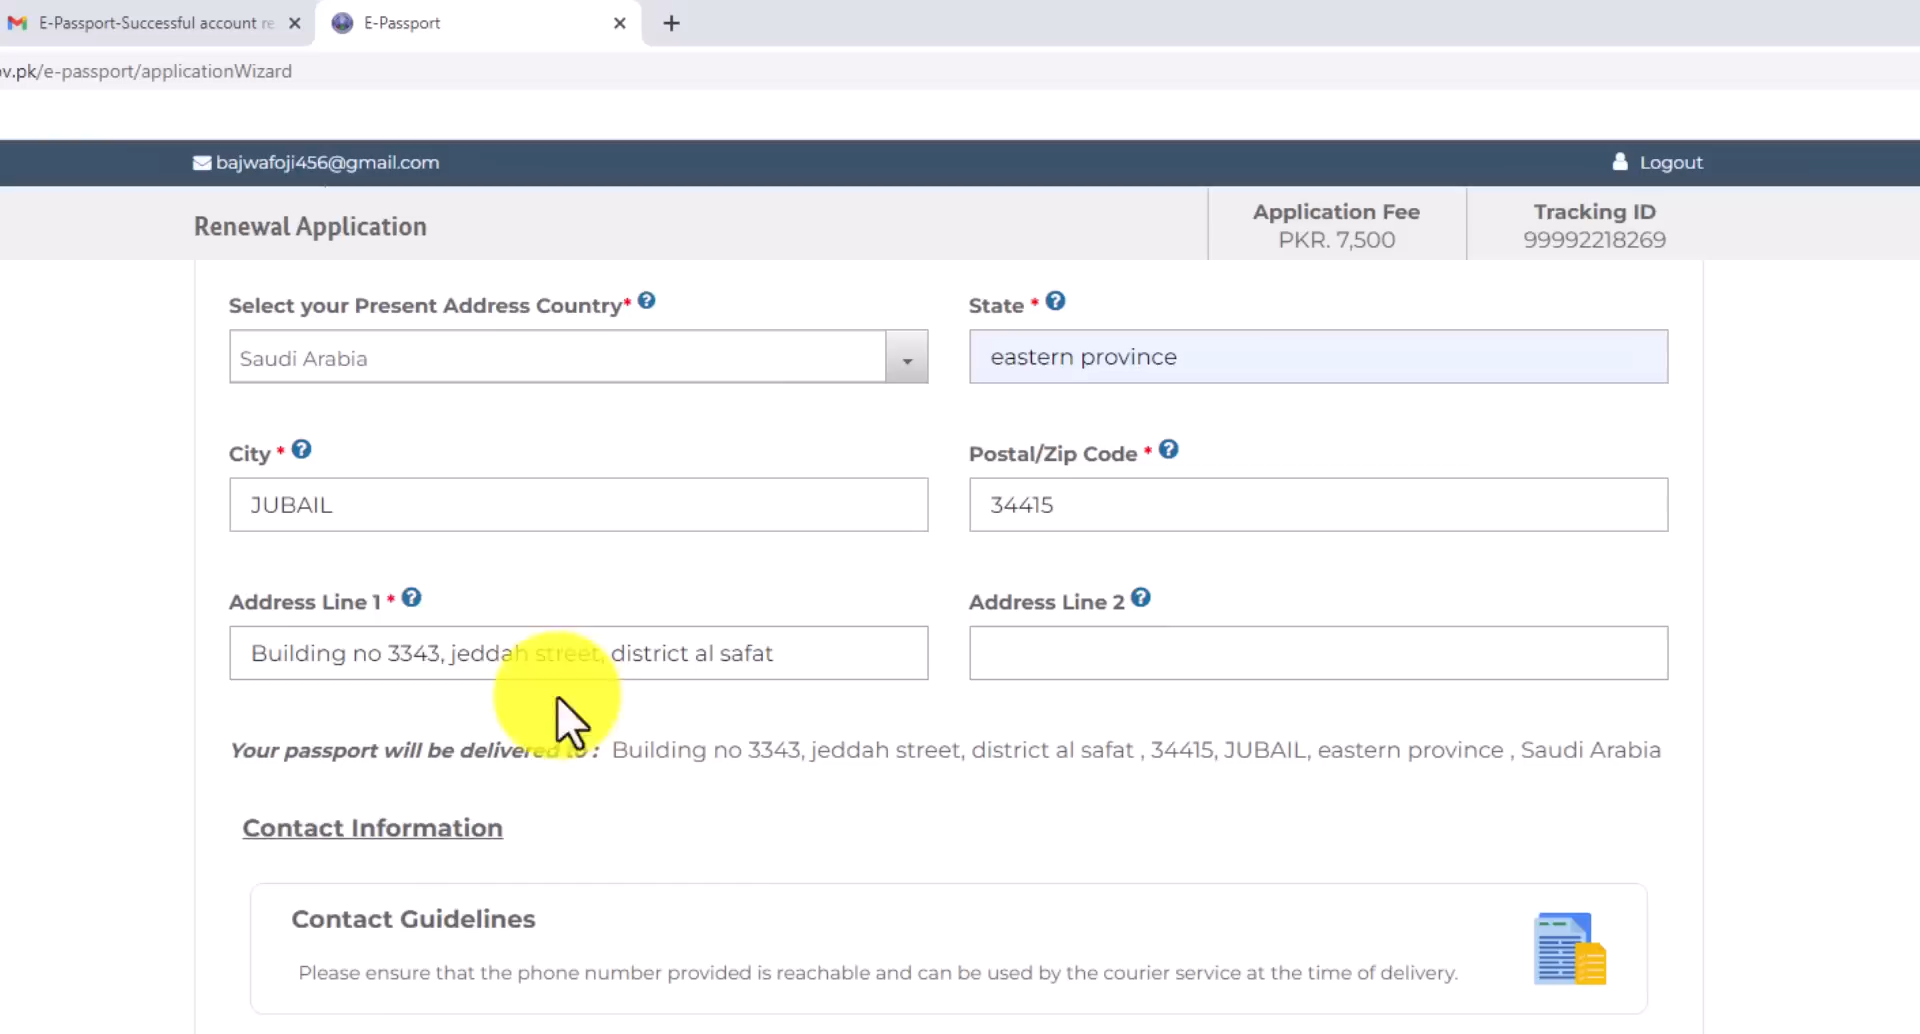 E-Passport-Successful account re
E-Passport
ov.pk/e-passport/applicationWizard
bajwafoji456@gmail.com
Logout
Renewal Application
Application Fee
PKR. 7,500
Tracking ID
99992218269
Select your Present Address Country*
State *
Saudi Arabia
eastern province
City *
Postal/Zip Code *
JUBAIL
34415
Address Line 1 *
Address Line 2
Building no 3343, jeddah street, district al safat
Your passport will be delivered to : Building no 3343, jeddah street, district al safat , 34415, JUBAIL, eastern province , Saudi Arabia
Contact Information
Contact Guidelines
Please ensure that the phone number provided is reachable and can be used by the courier service at the time of delivery.